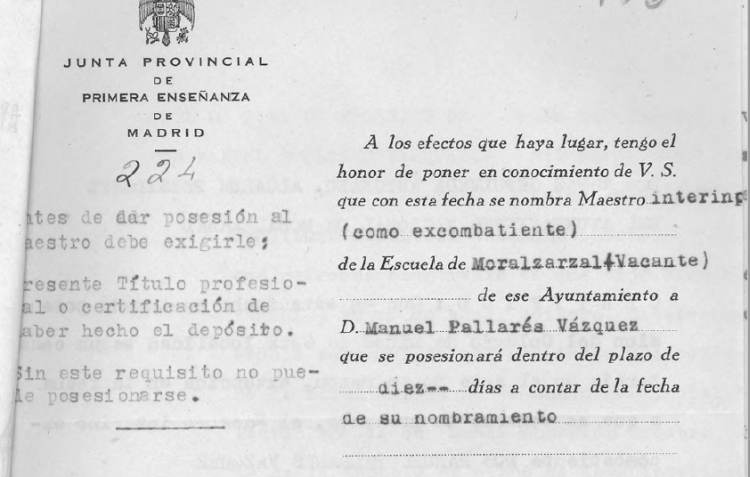 JUNTA PROVINCIAL
DE
PRIMERA ENSEÑANZA
DE
MADRID
224
ntes de dar posesión al
aestro debe exigirle;
resente Título profesio-
al o certificación de
aber hecho el depósito.
Sin este requisito no pue-
de posesionarse.
A los efectos que haya lugar, tengo el
honor de poner en conocimiento de V. S.
que con esta fecha se nombra Maestro interino
(como excombatiente)
de la Escuela de Moralzarzal (Vacante)
de ese Ayuntamiento a
D. Manuel Pallarés Vázquez
que se posesionará dentro del plazo de
diez-- días a contar de la fecha
de su nombramiento